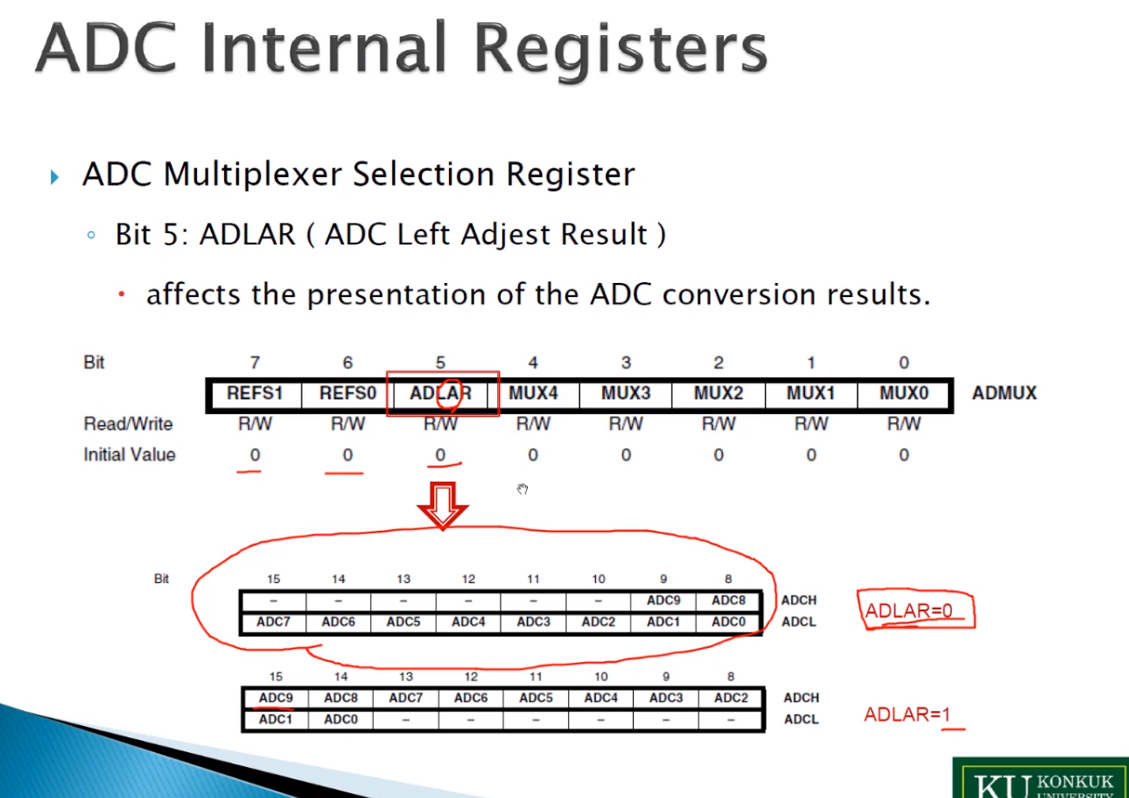 ADC Internal Registers
ADC Multiplexer Selection Register
Bit 5: ADLAR ( ADC Left Adjest Result )
affects the presentation of the ADC conversion results.
Bit 7 6 5 4 3 2 1 0
REFS1 REFS0 ADLAR MUX4 MUX3 MUX2 MUX1 MUX0 ADMUX
Read/Write R/W R/W R/W R/W R/W R/W R/W R/W
Initial Value 0 0 0 0 0 0 0 0
Bit 15 14 13 12 11 10 9 8
– – – – – – ADC9 ADC8 ADCH
ADC7 ADC6 ADC5 ADC4 ADC3 ADC2 ADC1 ADC0 ADCL
ADLAR=0
15 14 13 12 11 10 9 8
ADC9 ADC8 ADC7 ADC6 ADC5 ADC4 ADC3 ADC2 ADCH
ADC1 ADC0 – – – – – – ADCL
ADLAR=1
KU KONKUK
UNIVERSITY